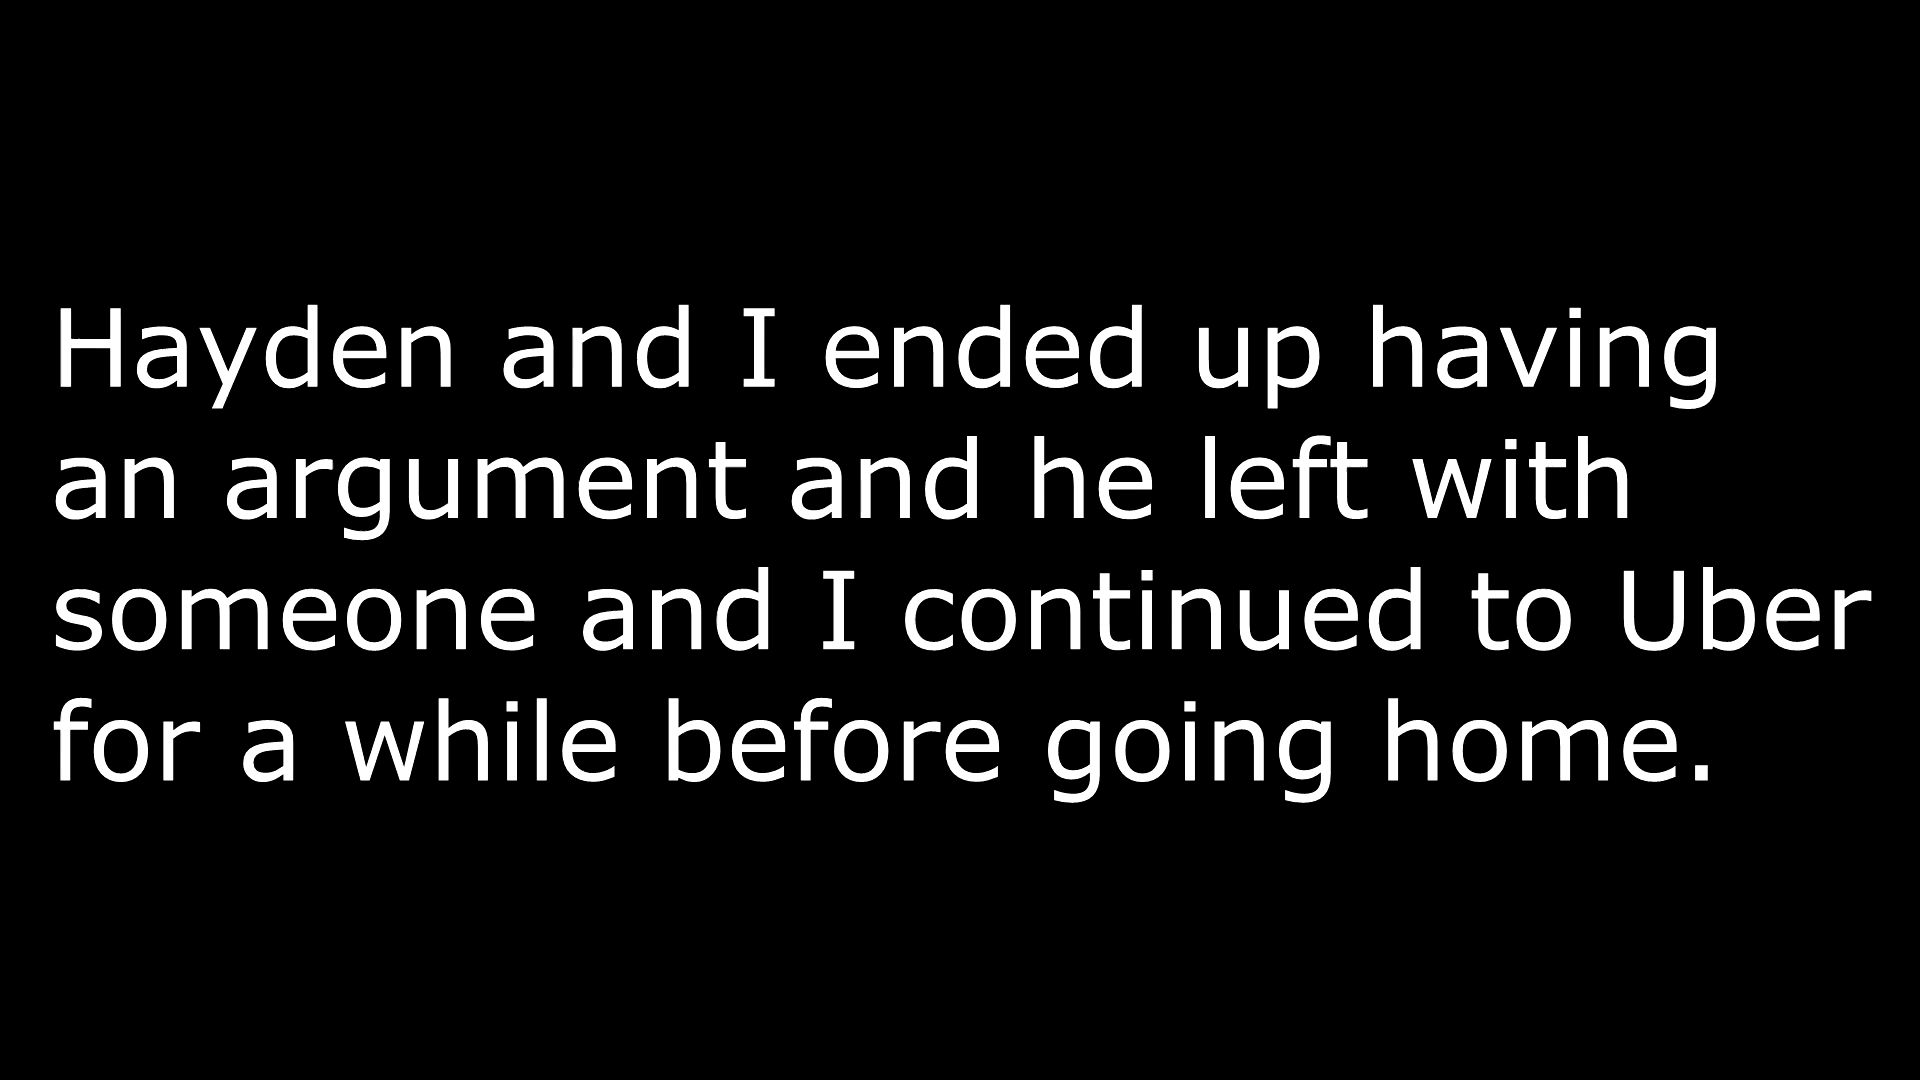 Hayden and I ended up having
an argument and he left with
someone and I continued to Uber
for a while before going home.